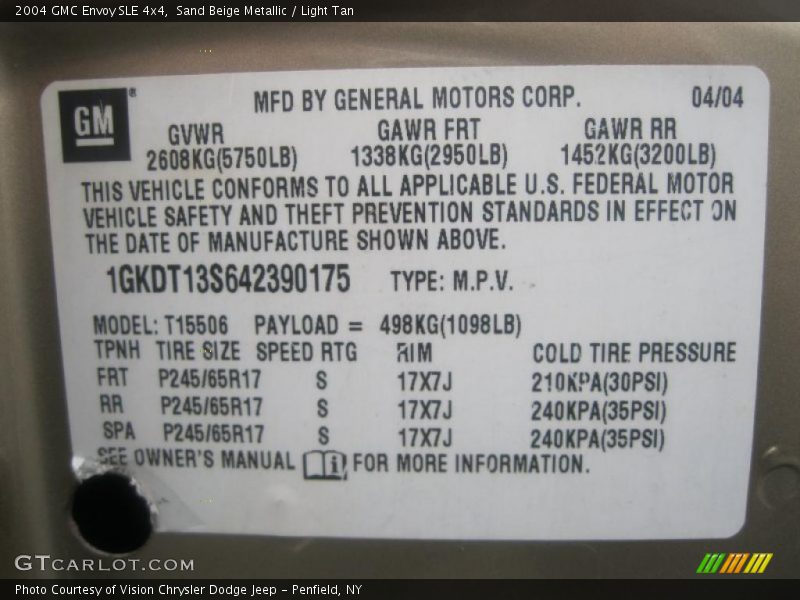 2004 GMC Envoy SLE 4x4,  Sand Beige Metallic / Light Tan
GM ®
MFD BY GENERAL MOTORS CORP. 04/04
GVWR GAWR FRT GAWR RR
2608KG(5750LB) 1338KG(2950LB) 1452KG(3200LB)
THIS VEHICLE CONFORMS TO ALL APPLICABLE U.S. FEDERAL MOTOR
VEHICLE SAFETY AND THEFT PREVENTION STANDARDS IN EFFECT ON
THE DATE OF MANUFACTURE SHOWN ABOVE.
1GKDT13S642390175 TYPE: M.P.V.
MODEL: T15506 PAYLOAD = 498KG(1098LB)
TPNH TIRE SIZE SPEED RTG RIM COLD TIRE PRESSURE
FRT P245/65R17 S 17X7J 210KPA(30PSI)
RR P245/65R17 S 17X7J 240KPA(35PSI)
SPA P245/65R17 S 17X7J 240KPA(35PSI)
SEE OWNER'S MANUAL FOR MORE INFORMATION.
GTCARLOT.COM
Photo Courtesy of Vision Chrysler Dodge Jeep – Penfield, NY